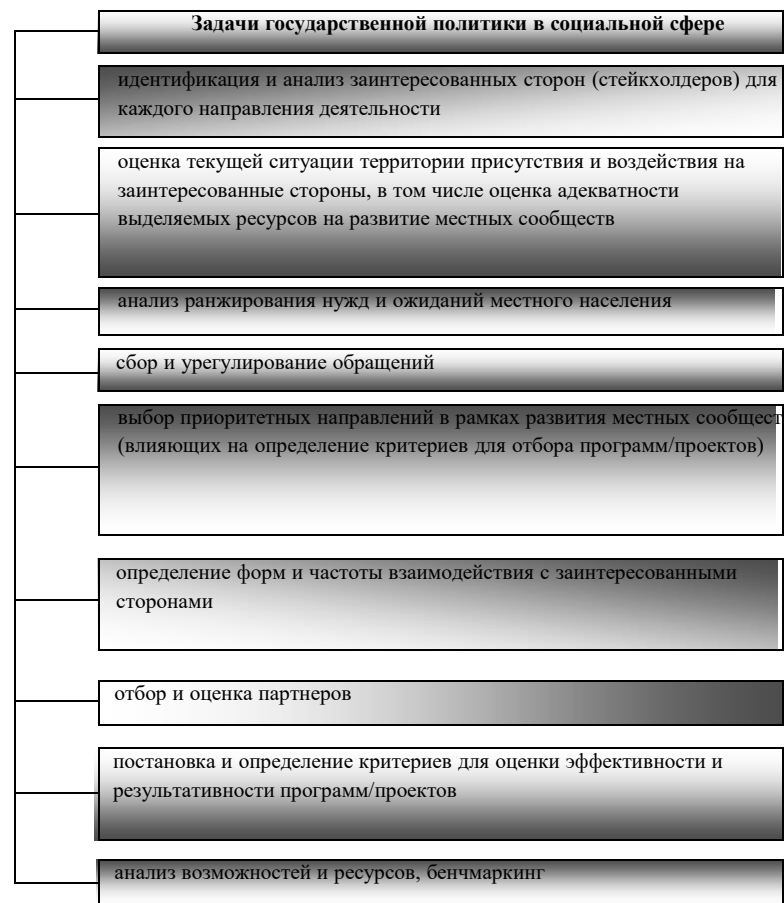 Задачи государственной политики в социальной сфере
идентификация и анализ заинтересованных сторон (стейкхолдеров) для
каждого направления деятельности
оценка текущей ситуации территории присутствия и воздействия на
заинтересованные стороны, в том числе оценка адекватности
выделяемых ресурсов на развитие местных сообществ
анализ ранжирования нужд и ожиданий местного населения
сбор и урегулирование обращений
выбор приоритетных направлений в рамках развития местных сообщест
(влияющих на определение критериев для отбора программ/проектов)
определение форм и частоты взаимодействия с заинтересованными
сторонами
отбор и оценка партнеров
постановка и определение критериев для оценки эффективности и
результативности программ/проектов
анализ возможностей и ресурсов, бенчмаркинг